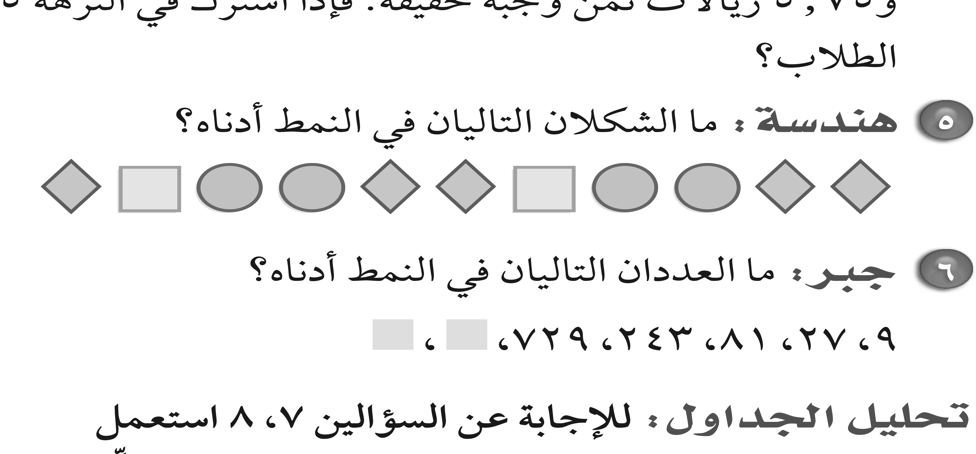 و ٥,٧٥ ريالات ثمن وجبة خفيفة. فإذا اشترك في النزهة
الطلاب؟
٥ هندسة : ما الشكلان التاليان في النمط أدناه؟
٦ جبر : ما العددان التاليان في النمط أدناه؟
٩، ٢٧، ٨١، ٢٤٣، ٧٢٩، ،
تحليل الجداول : للإجابة عن السؤالين ٧، ٨ استعمل